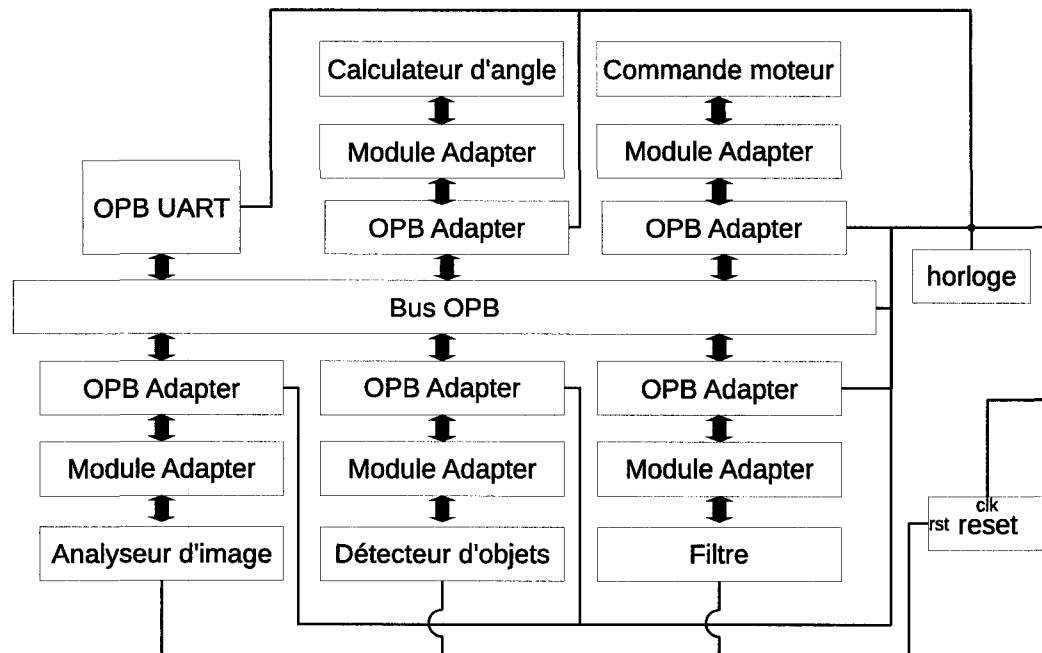 Calculateur d'angle
Commande moteur
Module Adapter
Module Adapter
OPB UART
OPB Adapter
OPB Adapter
horloge
Bus OPB
OPB Adapter
OPB Adapter
OPB Adapter
Module Adapter
Module Adapter
Module Adapter
clk
rst reset
Analyseur d'image
Détecteur d'objets
Filtre